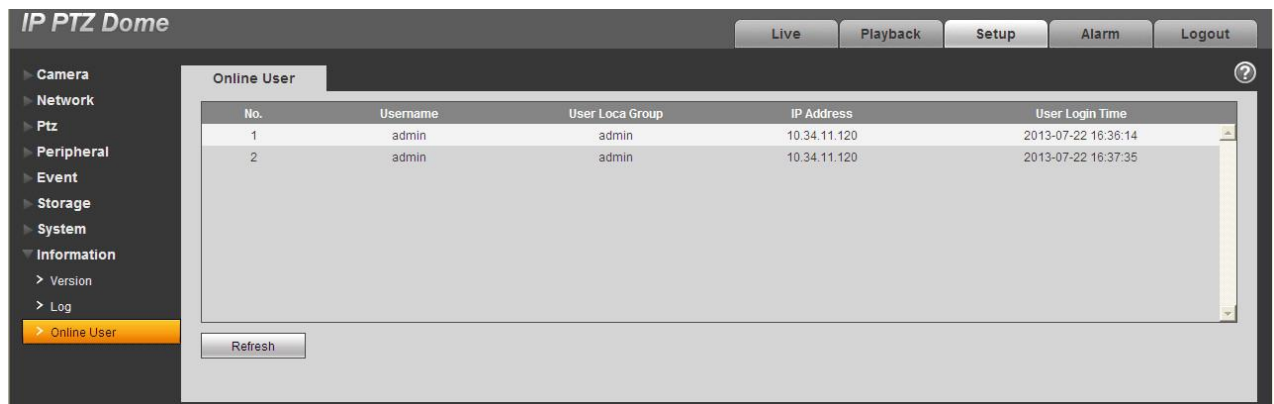 IP PTZ Dome
Live Playback Setup Alarm Logout
Camera
Network
Ptz
Peripheral
Event
Storage
System
Information
> Version
> Log
> Online User
Online User
?
No. Username User Loca Group IP Address User Login Time
1 admin admin 10.34.11.120 2013-07-22 16:36:14
2 admin admin 10.34.11.120 2013-07-22 16:37:35
Refresh